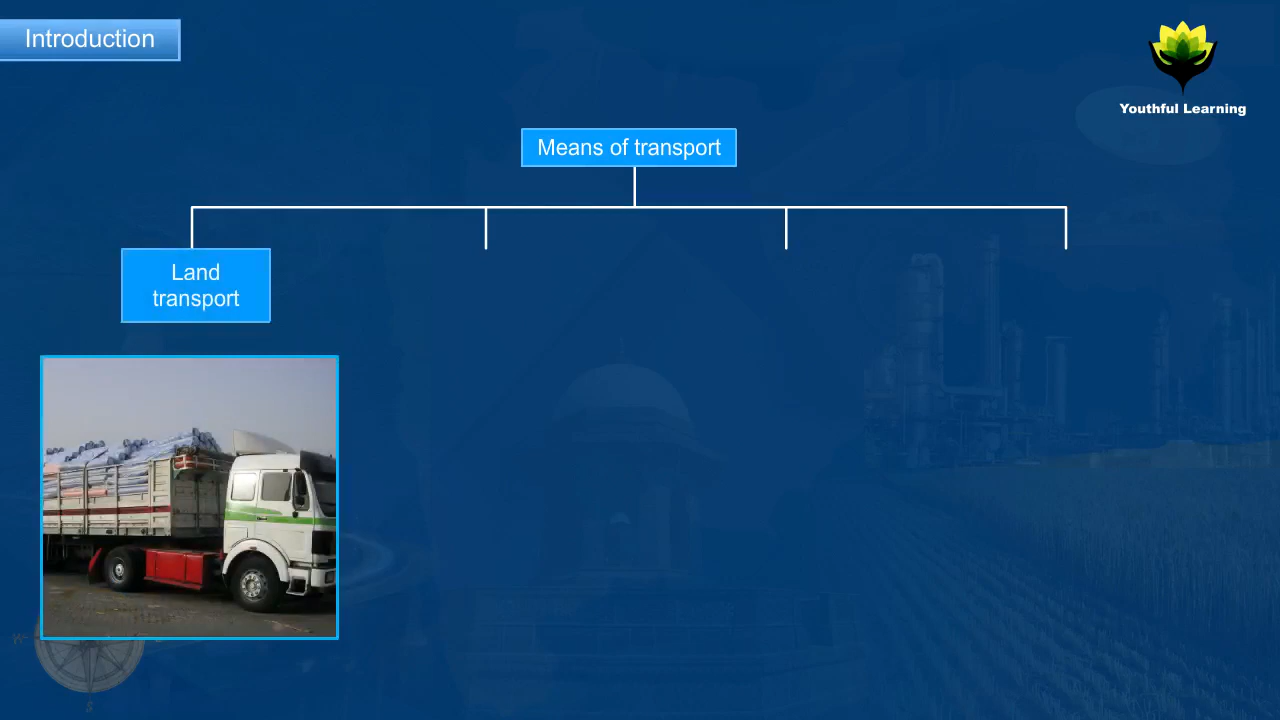 Introduction
Youthful Learning
Means of transport
Land
transport
W
S